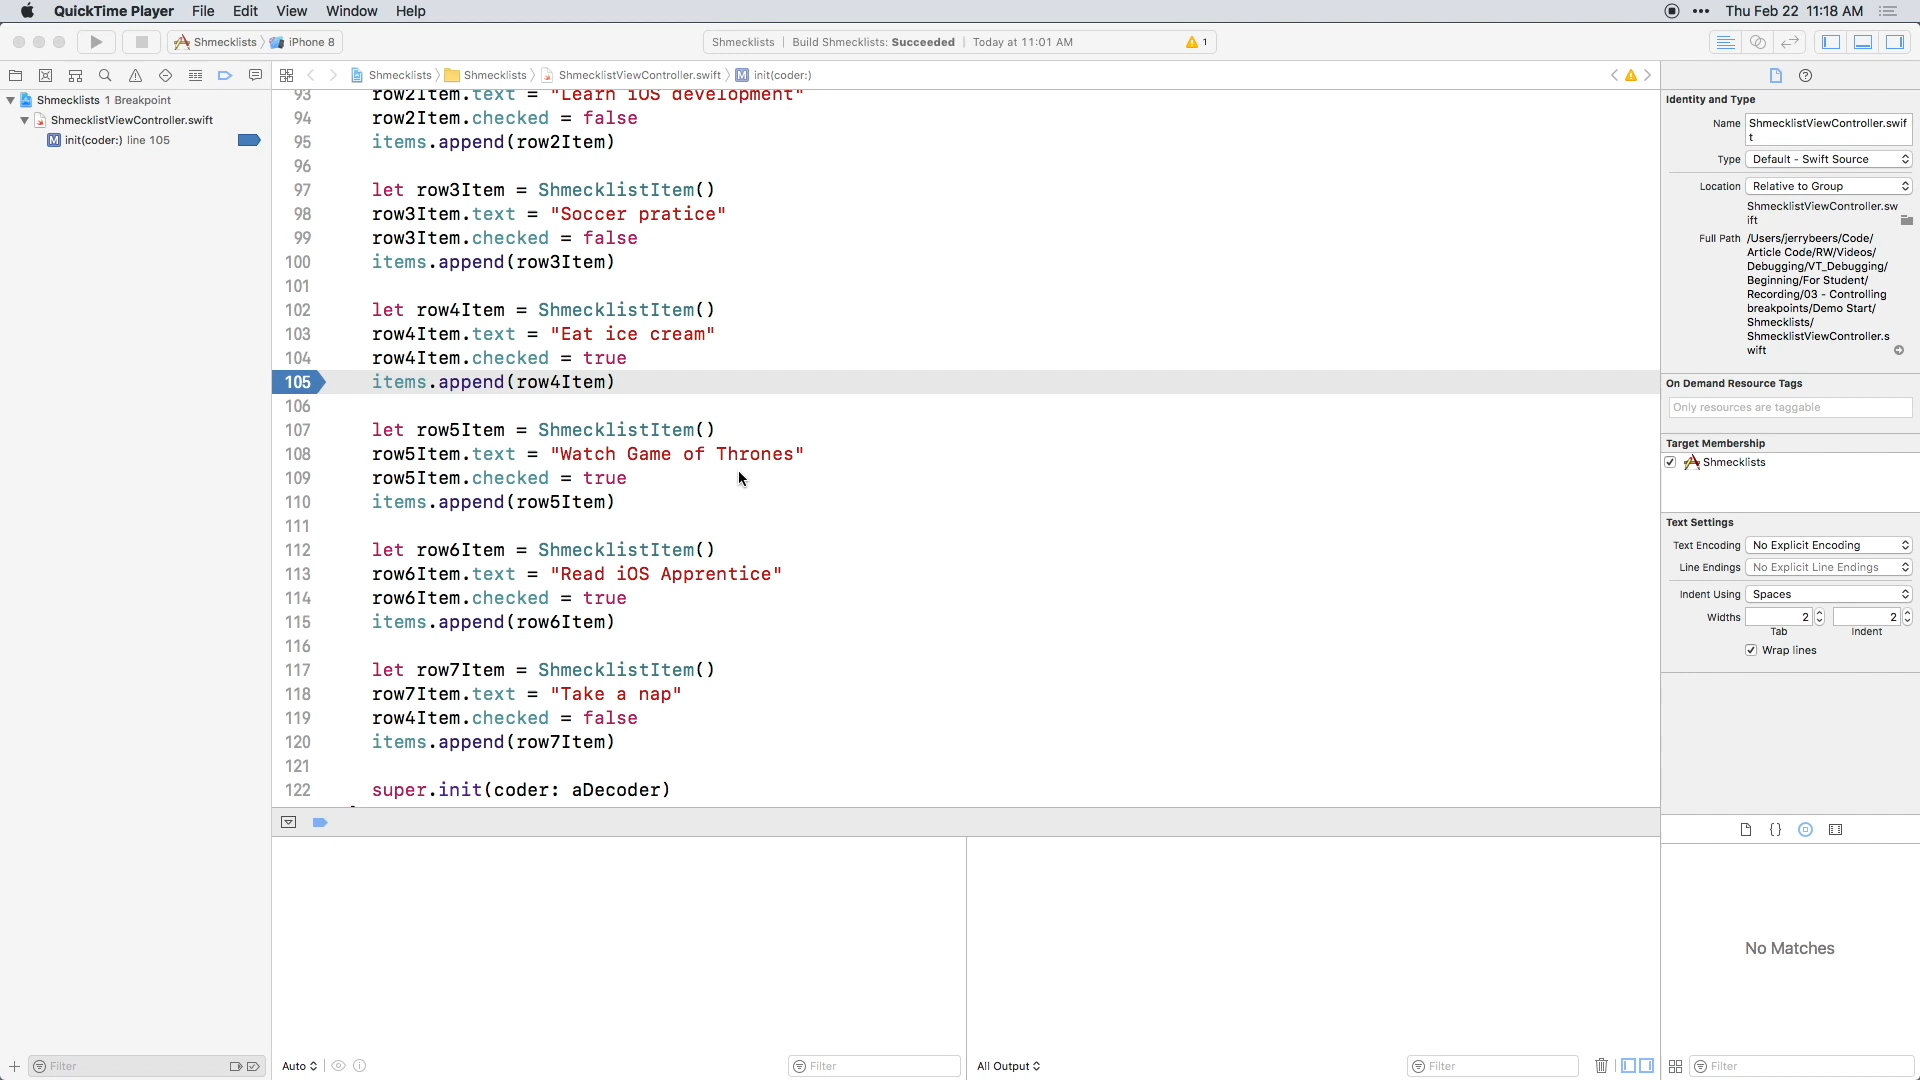 QuickTime Player File Edit View Window Help
Thu Feb 22 11:18 AM
Shmecklists iPhone 8
Shmecklists Build Shmecklists: Succeeded Today at 11:01 AM
1
Shmecklists Shmecklists ShmecklistViewController.swift M init(coder:)
Shmecklists 1 Breakpoint
ShmecklistViewController.swift
M init(coder:) line 105
93 row2Item.text = "Learn iOS development"
94 row2Item.checked = false
95 items.append(row2Item)
96
97 let row3Item = ShmecklistItem()
98 row3Item.text = "Soccer pratice"
99 row3Item.checked = false
100 items.append(row3Item)
101
102 let row4Item = ShmecklistItem()
103 row4Item.text = "Eat ice cream"
104 row4Item.checked = true
105 items.append(row4Item)
106
107 let row5Item = ShmecklistItem()
108 row5Item.text = "Watch Game of Thrones"
109 row5Item.checked = true
110 items.append(row5Item)
111
112 let row6Item = ShmecklistItem()
113 row6Item.text = "Read iOS Apprentice"
114 row6Item.checked = true
115 items.append(row6Item)
116
117 let row7Item = ShmecklistItem()
118 row7Item.text = "Take a nap"
119 row4Item.checked = false
120 items.append(row7Item)
121
122 super.init(coder: aDecoder)
Identity and Type
Name ShmecklistViewController.swif
t
Type Default - Swift Source
Location Relative to Group
ShmecklistViewController.sw
ift
Full Path /Users/jerrybeers/Code/
Article Code/RW/Videos/
Debugging/VT_Debugging/
Beginning/For Student/
Recording/03 - Controlling
breakpoints/Demo Start/
Shmecklists/
ShmecklistViewController.s
wift
On Demand Resource Tags
Only resources are taggable
Target Membership
Shmecklists
Text Settings
Text Encoding No Explicit Encoding
Line Endings No Explicit Line Endings
Indent Using Spaces
Widths 2 2
Tab Indent
Wrap lines
{}
No Matches
Filter
Auto
Filter
All Output
Filter
Filter